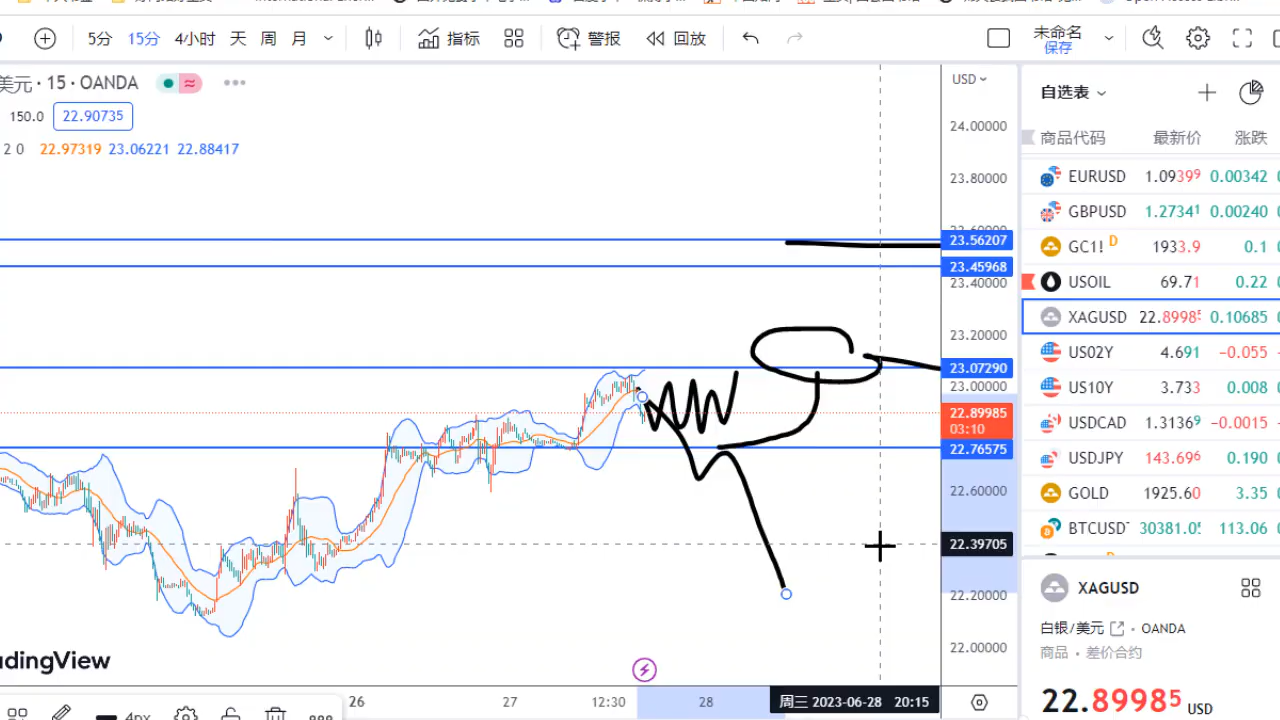 5分 15分 4小时 天 周 月 指标 警报 回放 未命名
保存
美元 · 15 · OANDA
150.0 22.90735
2 0 22.97319 23.06221 22.88417
USD
24.00000
23.80000
23.56207
23.45968
23.40000
23.20000
23.07290
23.00000
22.89985
03:10
22.76575
22.60000
22.39705
22.20000
22.00000
26 27 12:30 28 周三 2023-06-28 20:15
dingView
4px
自选表
商品代码 最新价 涨跌
EURUSD 1.09399 0.00342
GBPUSD 1.27341 0.00240
GC1! D 1933.9 0.1
USOIL 69.71 0.22
XAGUSD 22.89985 0.10685
US02Y 4.691 −0.055
US10Y 3.733 0.008
USDCAD 1.31369 −0.0015
USDJPY 143.696 0.190
GOLD 1925.60 3.35
BTCUSD 30381.05 113.06
XAGUSD
白银/美元 · OANDA
商品 · 差价合约
22.89985 USD